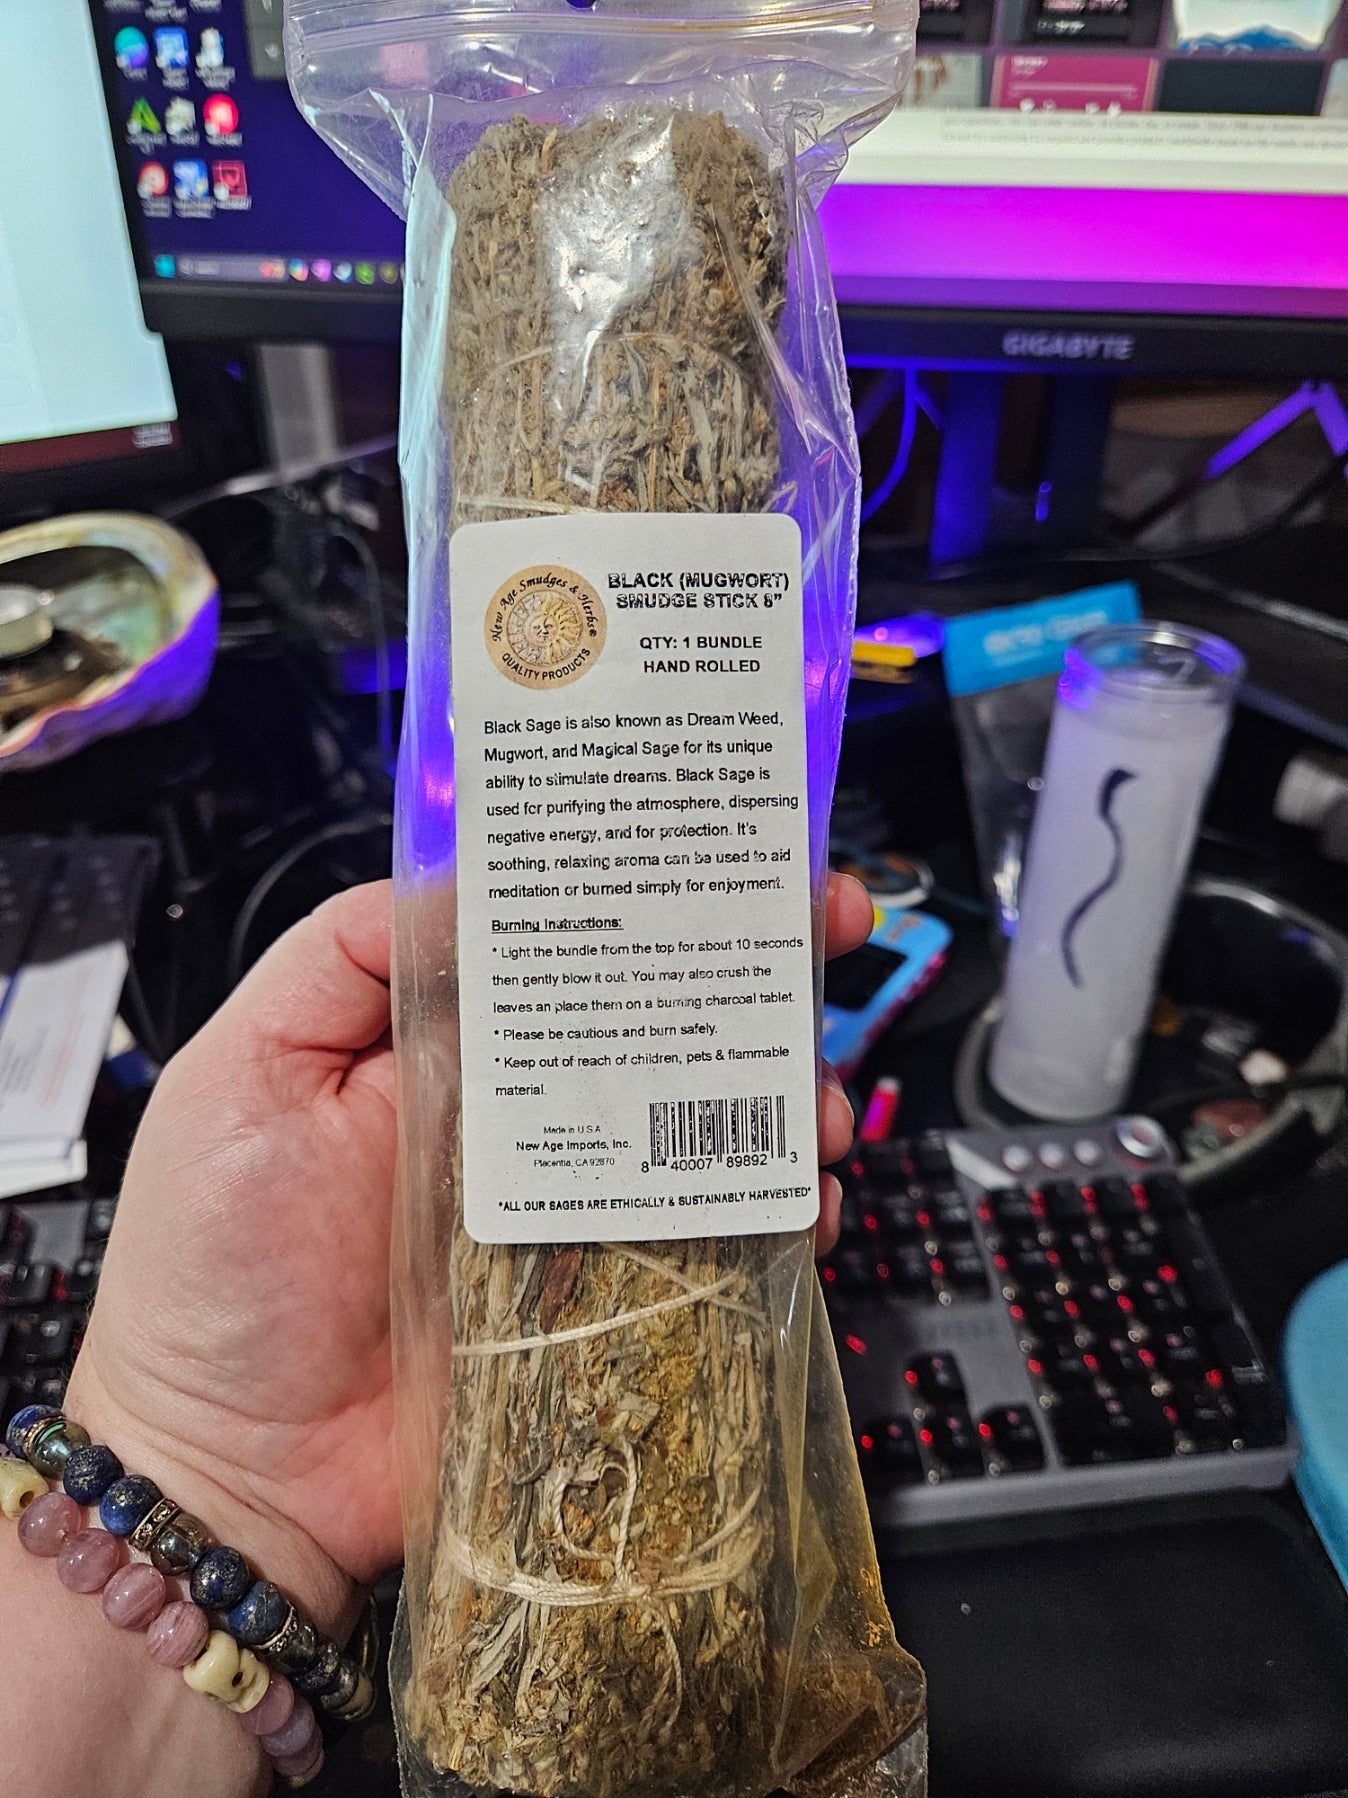 New Age Smudges & Herbs®
QUALITY PRODUCTS
BLACK (MUGWORT)
SMUDGE STICK 8"
QTY: 1 BUNDLE
HAND ROLLED
Black Sage is also known as Dream Weed,
Mugwort, and Magical Sage for its unique
ability to stimulate dreams. Black Sage is
used for purifying the atmosphere, dispersing
negative energy, and for protection. It's
soothing, relaxing aroma can be used to aid
meditation or burned simply for enjoyment.
Burning Instructions:
* Light the bundle from the top for about 10 seconds
then gently blow it out. You may also crush the
leaves an place them on a burning charcoal tablet.
* Please be cautious and burn safely.
* Keep out of reach of children, pets & flammable
material.
Made in U.S.A
New Age Imports, Inc.
Placentia, CA 92870
8 40007 89892 3
*ALL OUR SAGES ARE ETHICALLY & SUSTAINABLY HARVESTED*
GIGABYTE